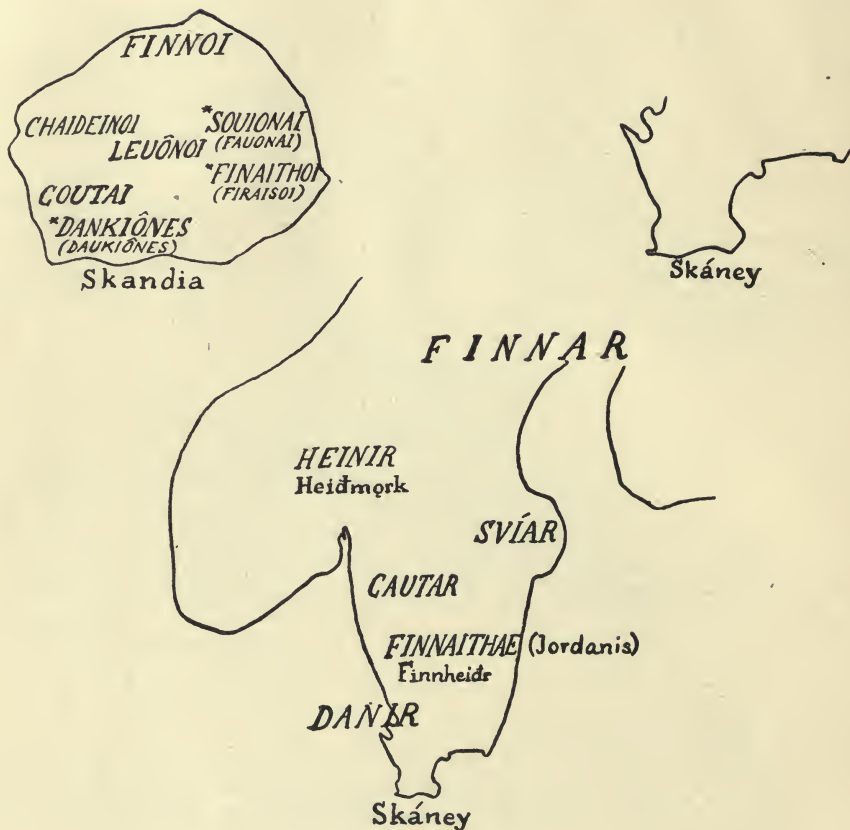 FINNOI
CHAIDEINOI
*SOUIONAI
(FAUONAI)
LEUÔNOI
*FINAITHOI
(FIRAISOI)
COUTAI
*DANKIÔNES
(DAUKIÔNES)
Skandia
Skáney
FINNAR
HEINIR
Heiðmǫrk
SVÍAR
CAUTAR
FINNAITHAE (Jordanis)
Finnheiðr
DANIR
Skáney